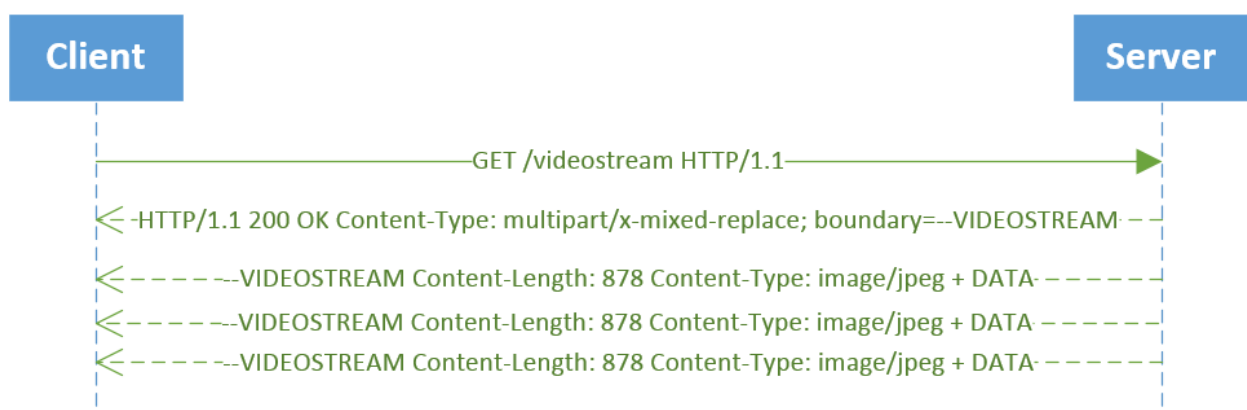 Client
Server
GET /videostream HTTP/1.1
HTTP/1.1 200 OK Content-Type: multipart/x-mixed-replace; boundary=--VIDEOSTREAM
--VIDEOSTREAM Content-Length: 878 Content-Type: image/jpeg + DATA
--VIDEOSTREAM Content-Length: 878 Content-Type: image/jpeg + DATA
--VIDEOSTREAM Content-Length: 878 Content-Type: image/jpeg + DATA